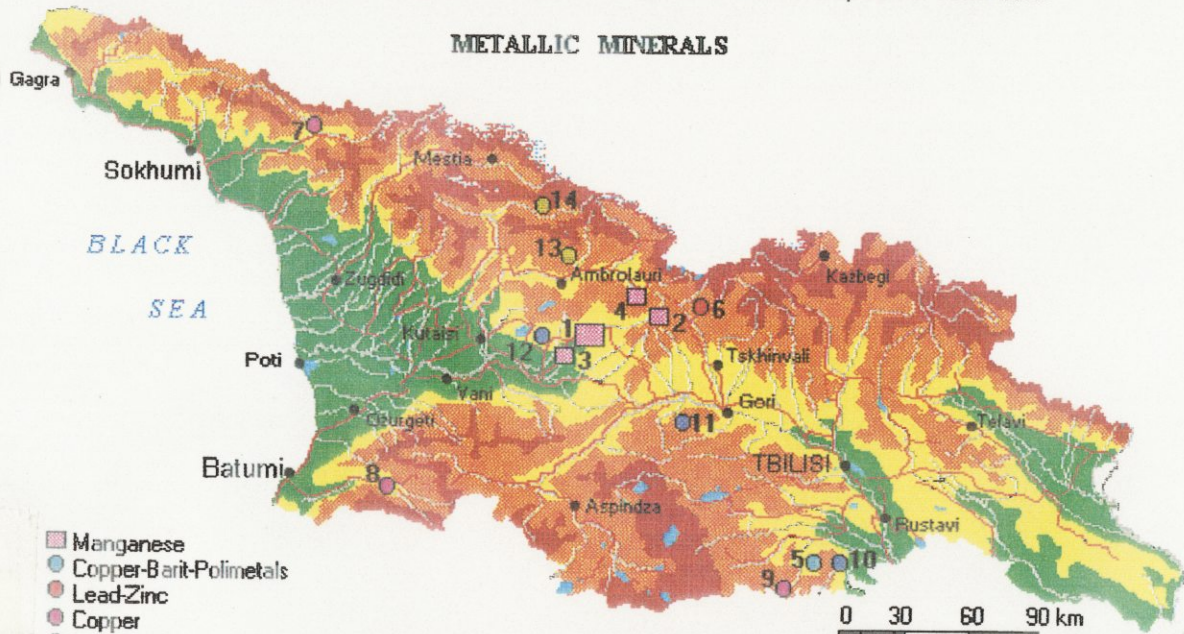 METALLIC MINERALS
Gagra
7
Sokhumi
Mestia
14
BLACK
13
Ambrolauri
Kazbegi
Zugdidi
SEA
4
2
6
Kutaisi
12
1
3
Tskhinvali
Poti
Vani
Ozurgeti
11
Gori
Telavi
Batumi
8
TBILISI
Aspindza
Rustavi
Manganese
Copper-Barit-Polimetals
5
10
Lead-Zinc
9
Copper
0 30 60 90 km